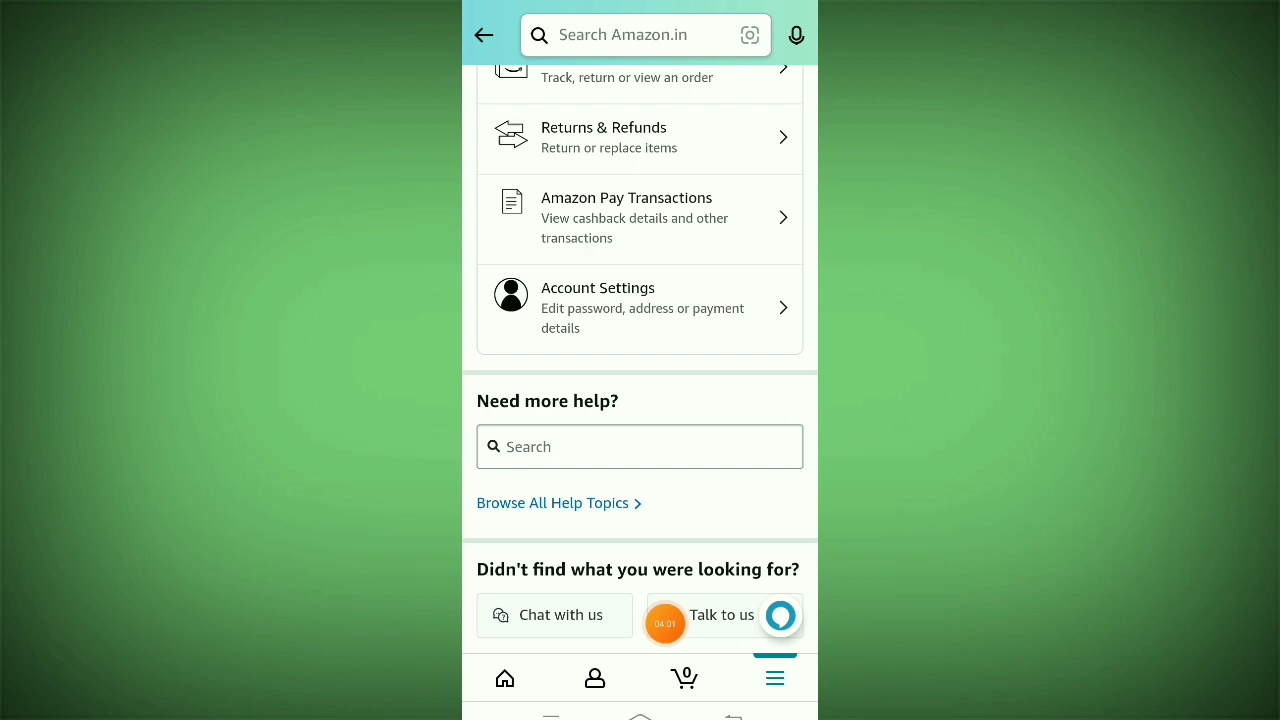 Search Amazon.in
Track, return or view an order
Returns & Refunds
Return or replace items
Amazon Pay Transactions
View cashback details and other
transactions
Account Settings
Edit password, address or payment
details
Need more help?
Search
Browse All Help Topics
Didn't find what you were looking for?
Chat with us
04:01
Talk to us
0